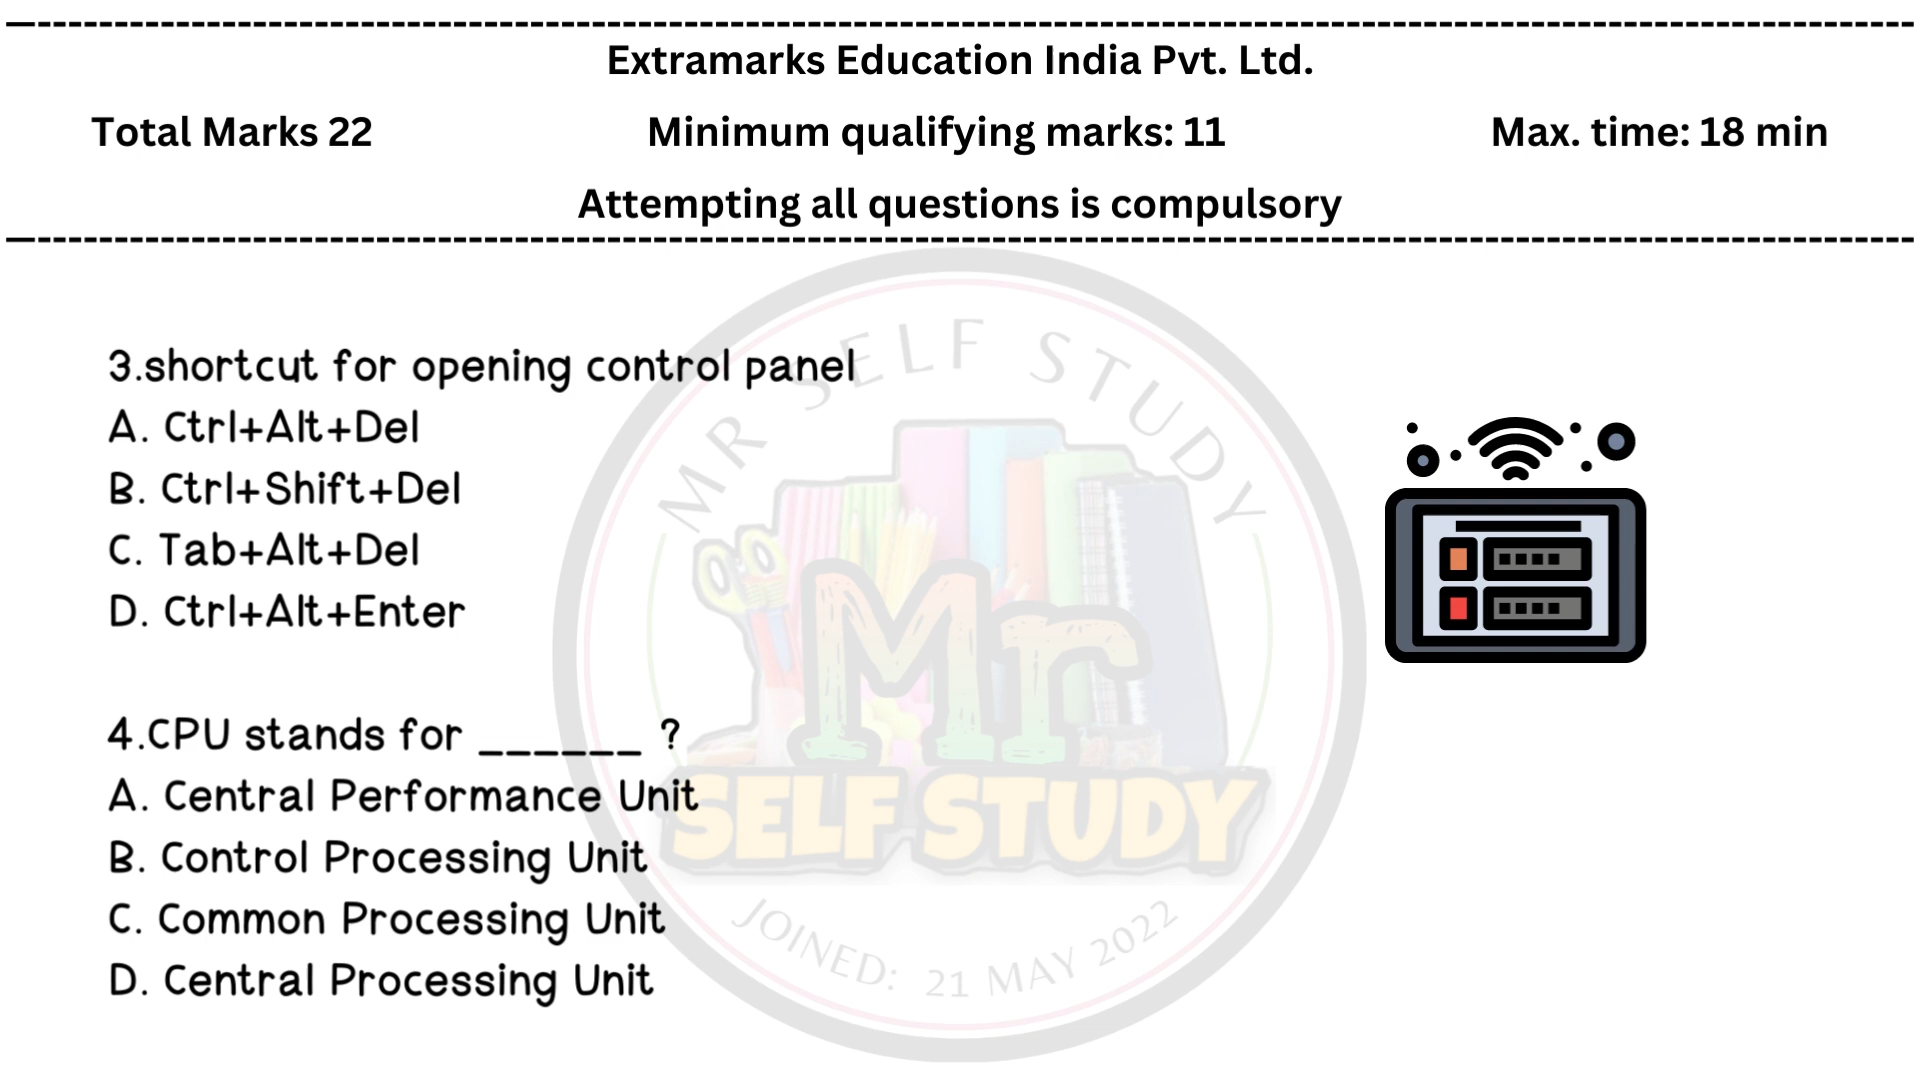 Extramarks Education India Pvt. Ltd.
Total Marks 22 Minimum qualifying marks: 11 Max. time: 18 min
Attempting all questions is compulsory
MR SELF STUDY
3.shortcut for opening control panel
A. Ctrl+Alt+Del
B. Ctrl+Shift+Del
C. Tab+Alt+Del
D. Ctrl+Alt+Enter
Mr
SELF STUDY
4.CPU stands for ______ ?
A. Central Performance Unit
B. Control Processing Unit
C. Common Processing Unit
D. Central Processing Unit
JOINED: 21 MAY 2022